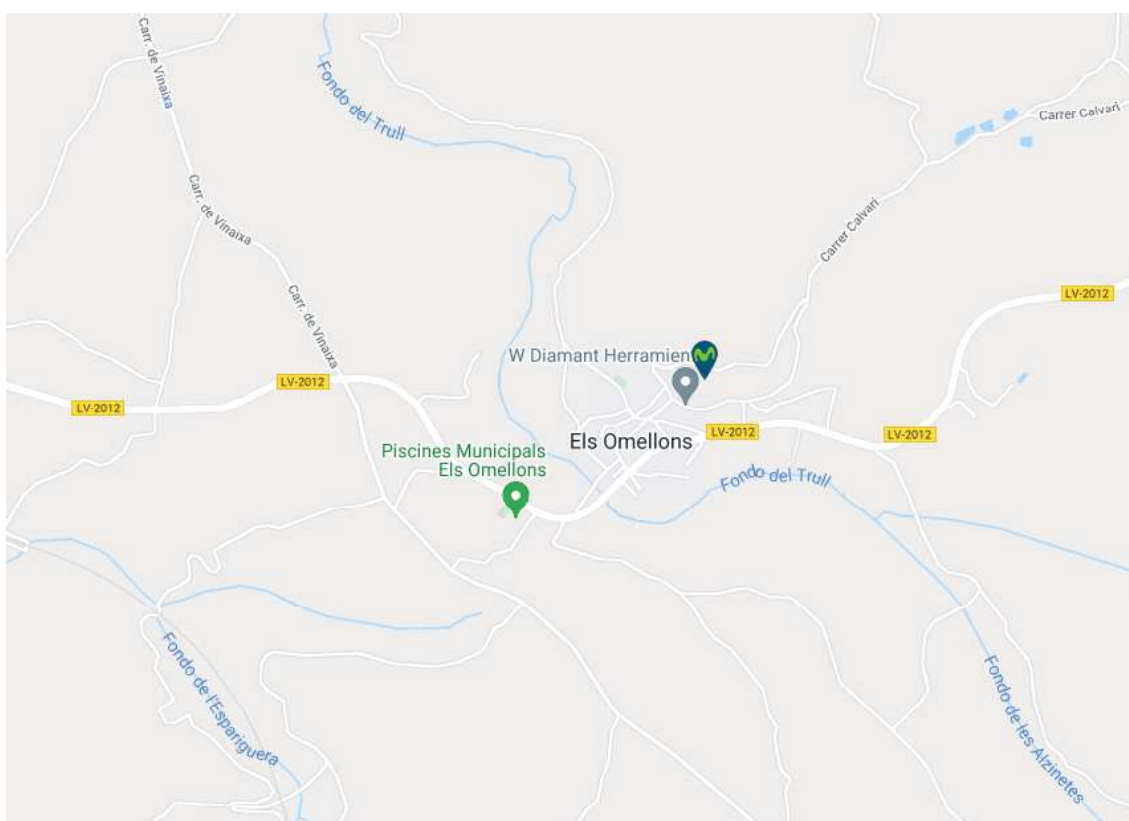 Carr. de Vinaixa
Fondo del Trull
Carrer Calvari
Carr. de Vinaixa
Carrer Calvari
LV-2012
Carr. de Vinaixa
W Diamant Herramien
LV-2012
LV-2012
LV-2012
LV-2012
Els Omellons
Piscines Municipals
Els Omellons
Fondo del Trull
Fondo de l'Espariguera
Fondo de les Alzinetes